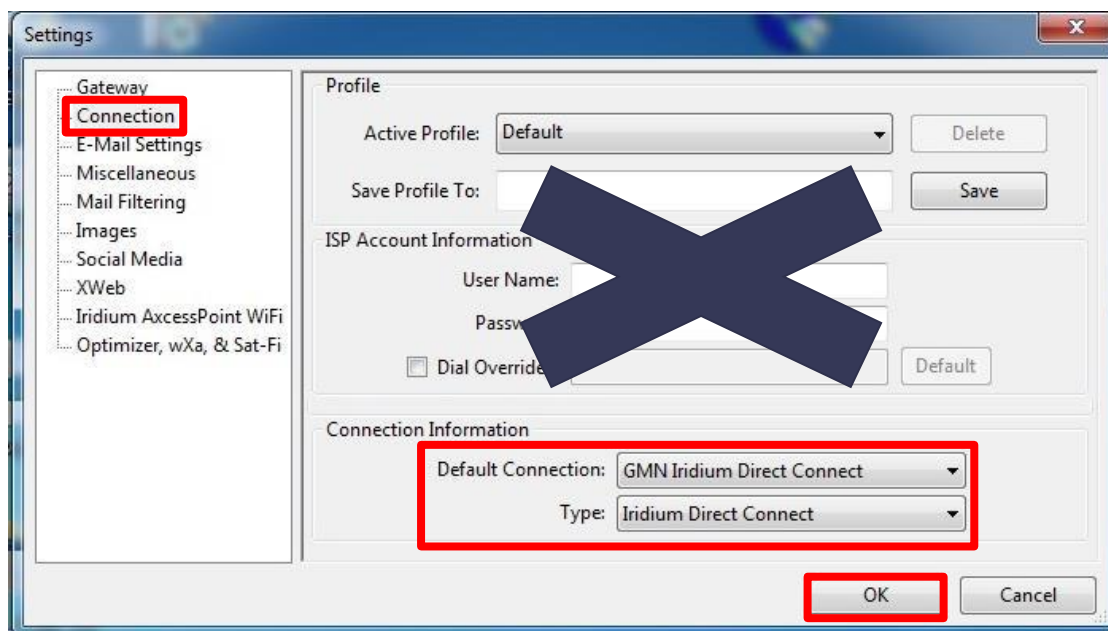 Settings
Gateway
Connection
E-Mail Settings
Miscellaneous
Mail Filtering
Images
Social Media
XWeb
Iridium AxcessPoint WiFi
Optimizer, wXa, & Sat-Fi
Profile
Active Profile: Default Delete
Save Profile To: Save
ISP Account Information
User Name:
Dial Override
Default
Connection Information
Default Connection: GMN Iridium Direct Connect
Type: Iridium Direct Connect
OK Cancel